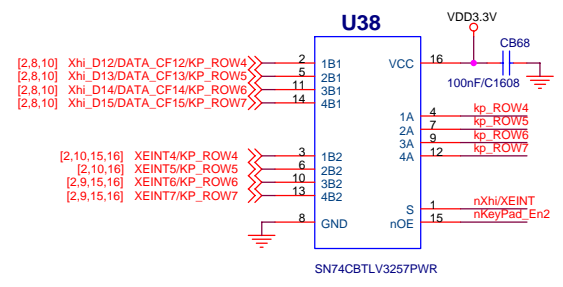 U38
VDD3.3V
CB68
100nF/C1608
[2,8,10] Xhi_D12/DATA_CF12/KP_ROW4 2 1B1 VCC 16
[2,8,10] Xhi_D13/DATA_CF13/KP_ROW5 5 2B1
[2,8,10] Xhi_D14/DATA_CF14/KP_ROW6 11 3B1
[2,8,10] Xhi_D15/DATA_CF15/KP_ROW7 14 4B1
1A 4 kp_ROW4
2A 7 kp_ROW5
3A 9 kp_ROW6
4A 12 kp_ROW7
[2,10,15,16] XEINT4/KP_ROW4 3 1B2
[2,10,16] XEINT5/KP_ROW5 6 2B2
[2,9,15,16] XEINT6/KP_ROW6 10 3B2
[2,9,15,16] XEINT7/KP_ROW7 13 4B2
S 1 nXhi/XEINT
8 GND nOE 15 nKeyPad_En2
SN74CBTLV3257PWR